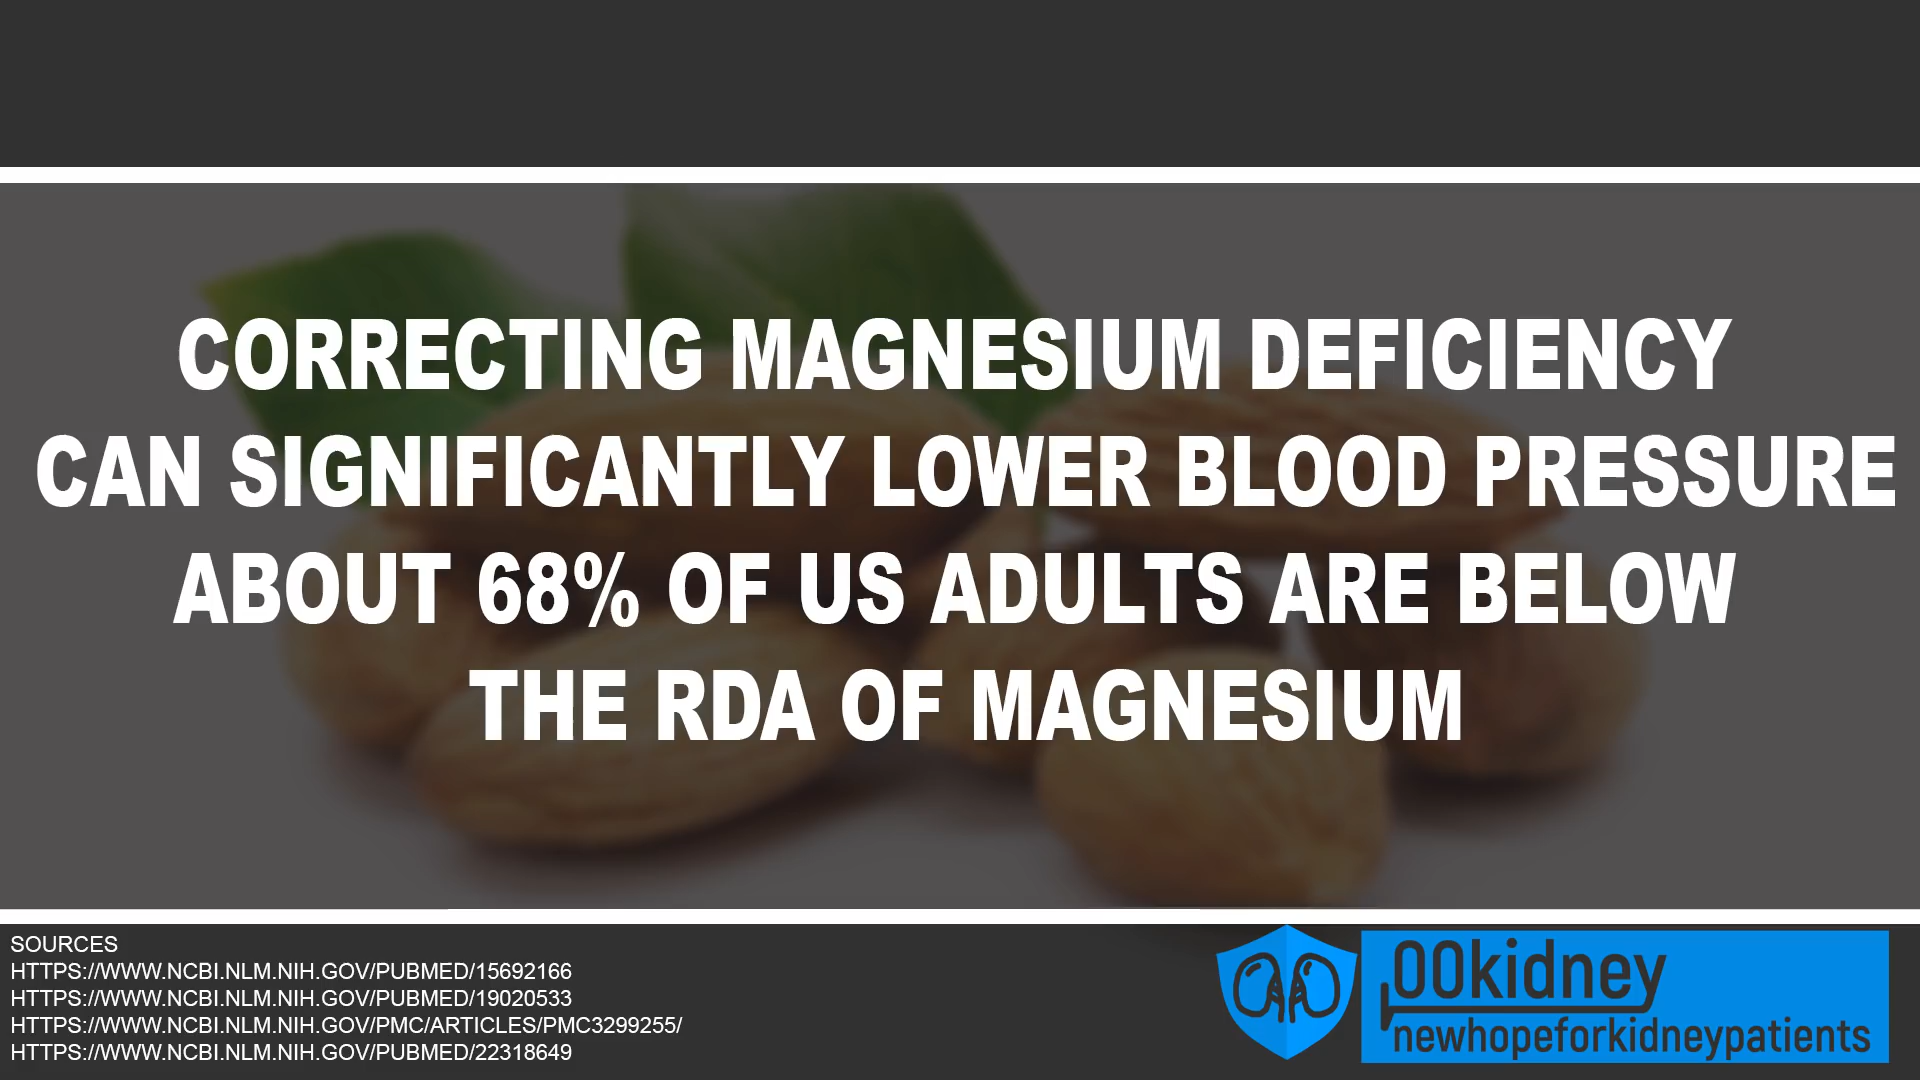 CORRECTING MAGNESIUM DEFICIENCY
CAN SIGNIFICANTLY LOWER BLOOD PRESSURE
ABOUT 68% OF US ADULTS ARE BELOW
THE RDA OF MAGNESIUM
SOURCES
HTTPS://WWW.NCBI.NLM.NIH.GOV/PUBMED/15692166
HTTPS://WWW.NCBI.NLM.NIH.GOV/PUBMED/19020533
HTTPS://WWW.NCBI.NLM.NIH.GOV/PMC/ARTICLES/PMC3299255/
HTTPS://WWW.NCBI.NLM.NIH.GOV/PUBMED/22318649
00kidney
newhopeforkidneypatients